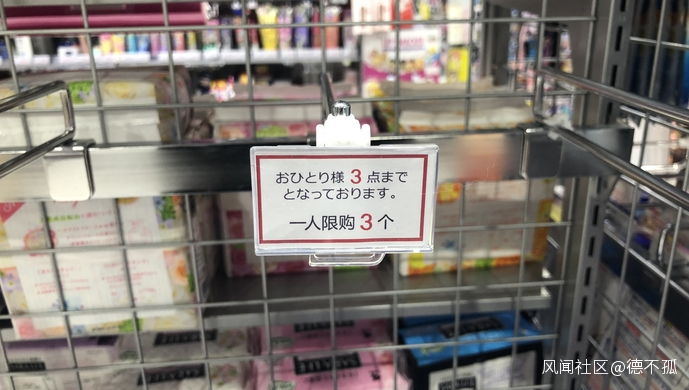 おひとり様 3 点まで
となっております。
一人限购 3 个
风闻社区@德不孤